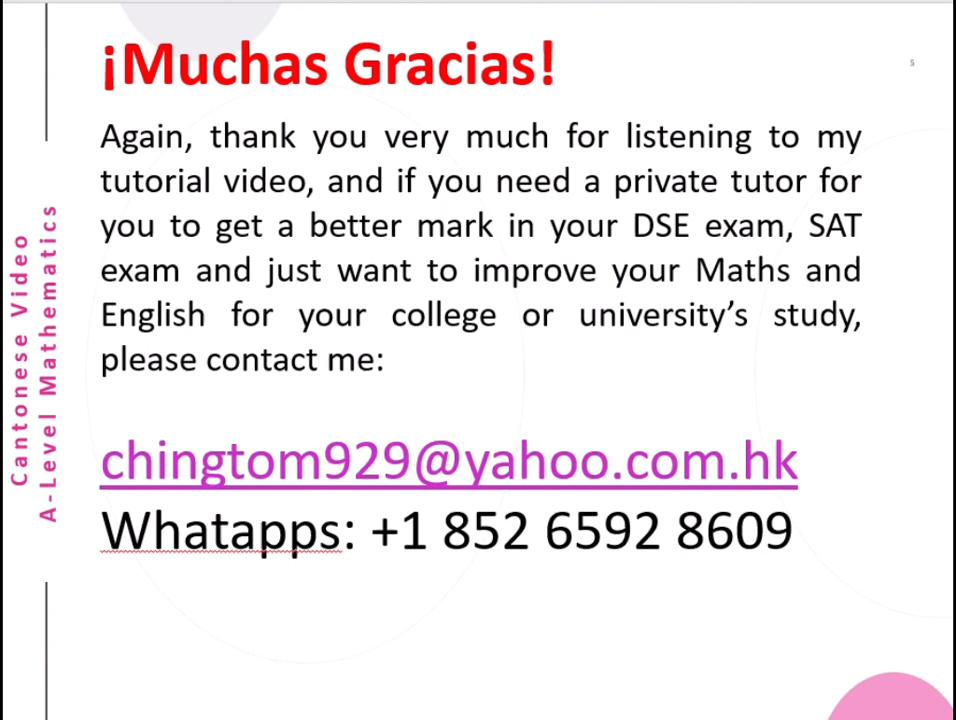 ¡Muchas Gracias!
5
Again, thank you very much for listening to my
tutorial video, and if you need a private tutor for
you to get a better mark in your DSE exam, SAT
exam and just want to improve your Maths and
English for your college or university’s study,
please contact me:
chingtom929@yahoo.com.hk
Whatapps: +1 852 6592 8609
Cantonese Video
A-Level Mathematics